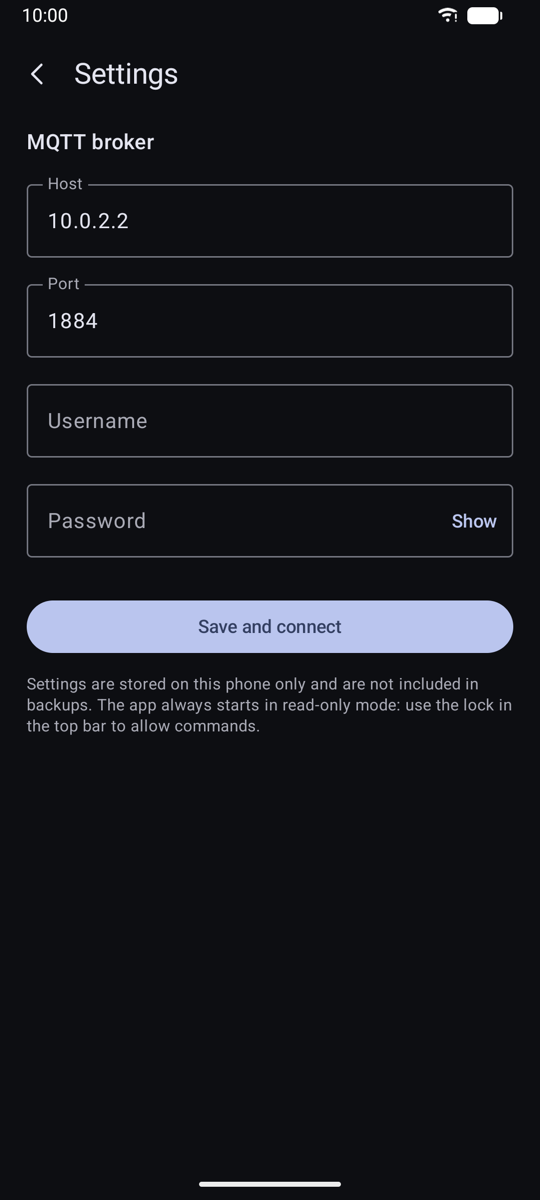 10:00
Settings
MQTT broker
Host
10.0.2.2
Port
1884
Username
Password
Show
Save and connect
Settings are stored on this phone only and are not included in
backups. The app always starts in read-only mode: use the lock in
the top bar to allow commands.